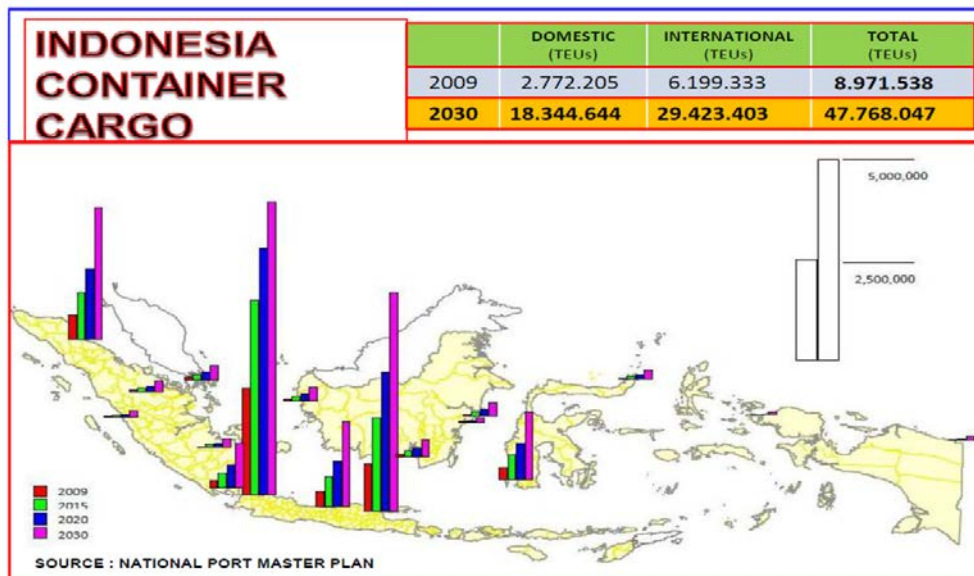 INDONESIA
CONTAINER
CARGO
DOMESTIC (TEUs) INTERNATIONAL (TEUs) TOTAL (TEUs)
2009 2.772.205 6.199.333 8.971.538
2030 18.344.644 29.423.403 47.768.047
5,000,000
2,500,000
2009
2015
2020
2030
SOURCE : NATIONAL PORT MASTER PLAN